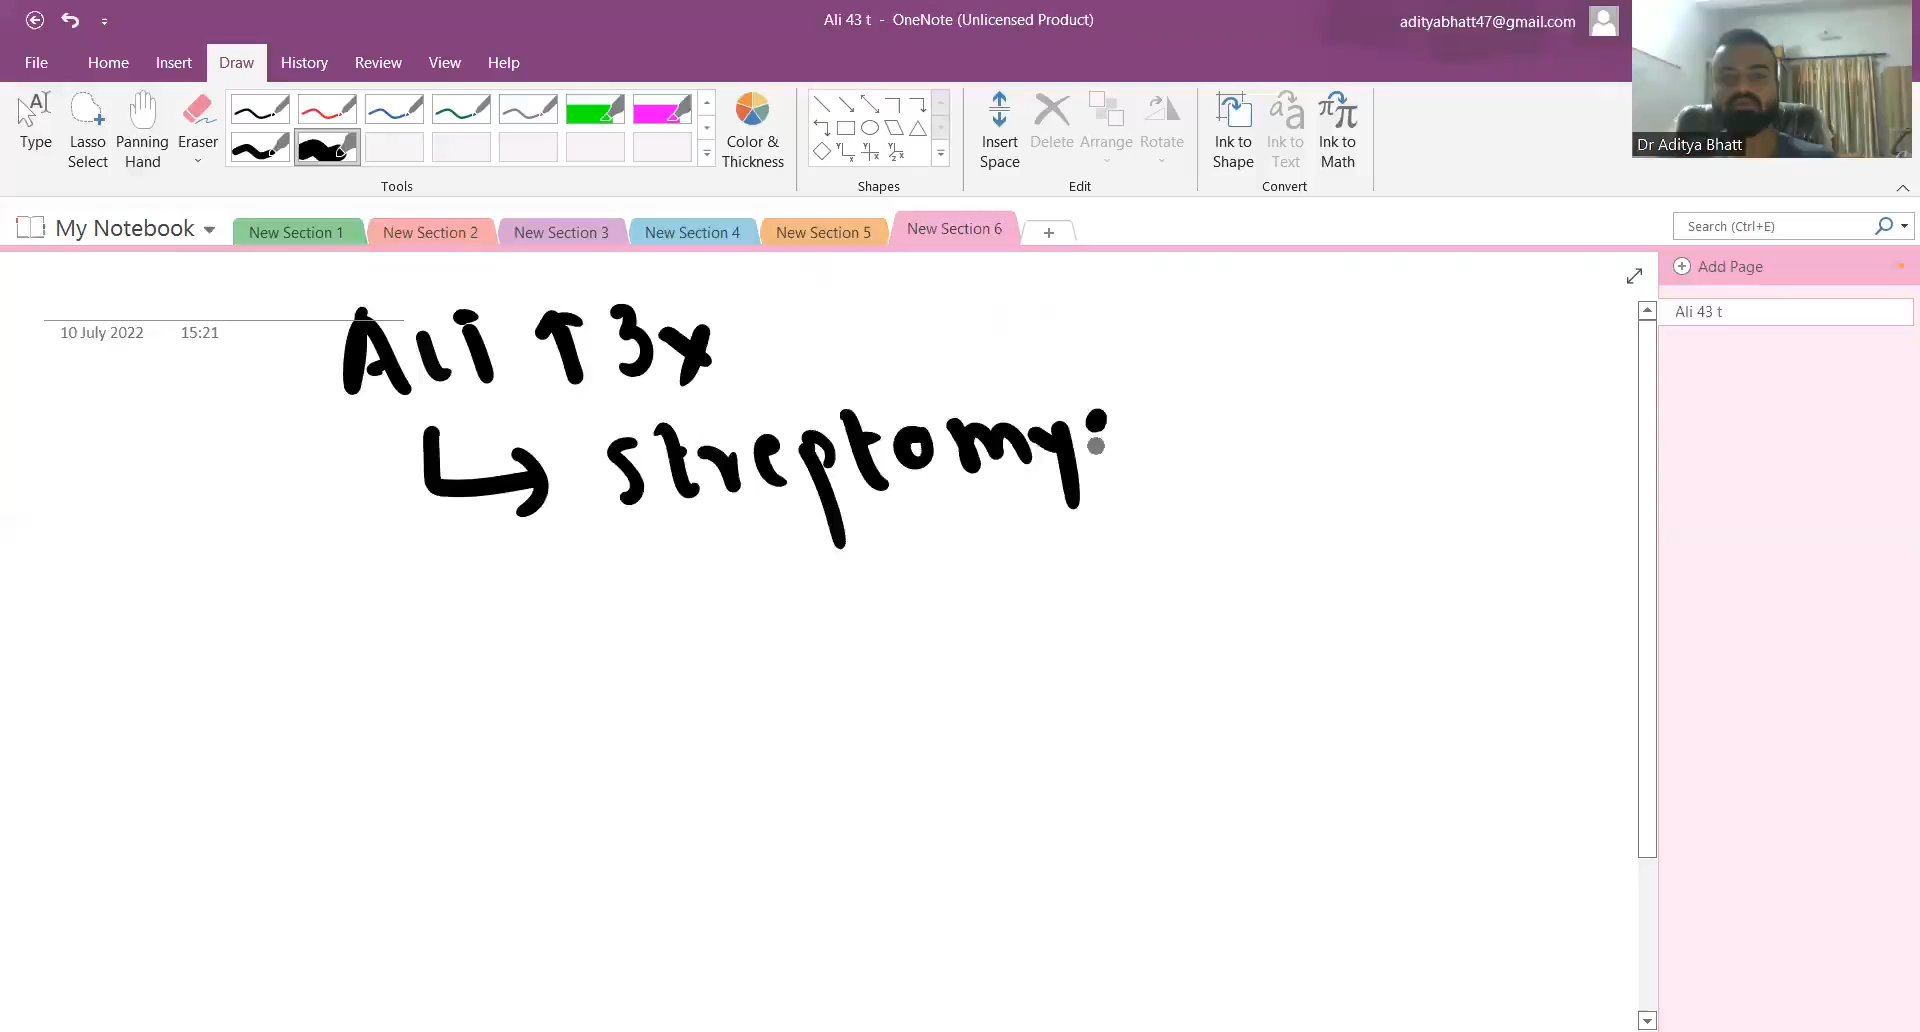 Ali 43 t - OneNote (Unlicensed Product)
adityabhatt47@gmail.com
File Home Insert Draw History Review View Help
Type Lasso Select Panning Hand Eraser
Color & Thickness
Insert Space Delete Arrange Rotate
Ink to Shape Ink to Text Ink to Math
Tools Shapes Edit Convert
Dr Aditya Bhatt
My Notebook New Section 1 New Section 2 New Section 3 New Section 4 New Section 5 New Section 6
Search (Ctrl+E)
Add Page
Ali 43 t
10 July 2022 15:21
Ali ↑ 3x
↳ streptomy